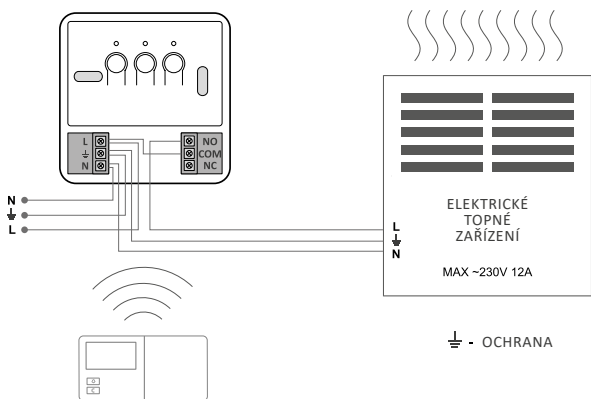 L
N
NO
COM
NC
N
L
L
N
ELEKTRICKÉ
TOPNÉ
ZAŘÍZENÍ
MAX ~230V 12A
- OCHRANA